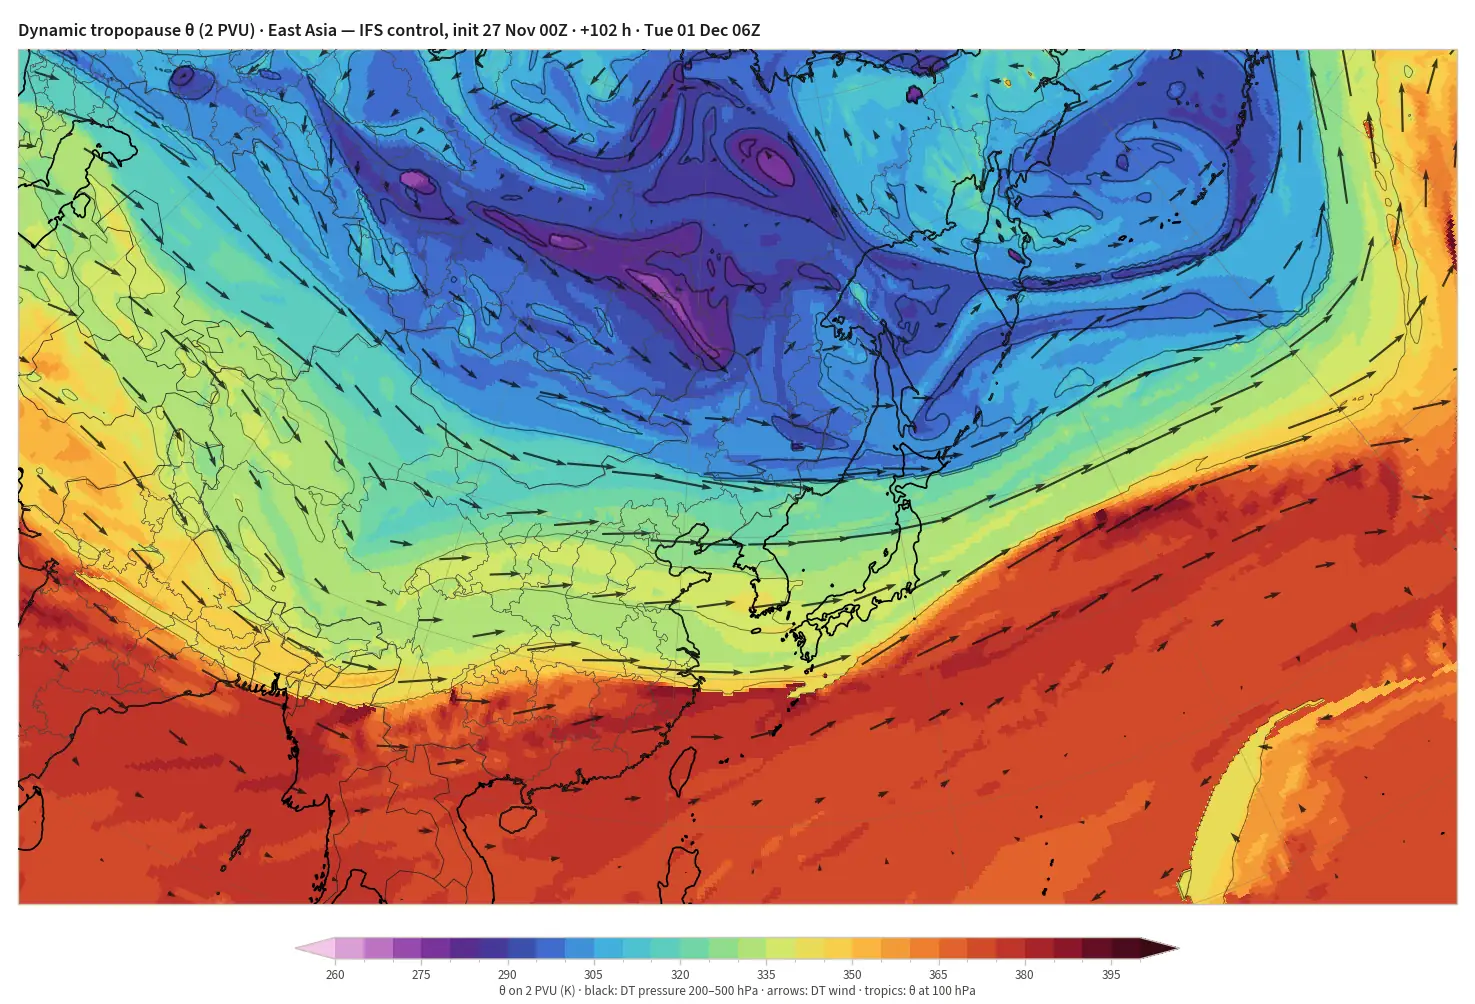 Dynamic tropopause θ (2 PVU) · East Asia — IFS control, init 27 Nov 00Z · +102 h · Tue 01 Dec 06Z
260 275 290 305 320 335 350 365 380 395
θ on 2 PVU (K) · black: DT pressure 200–500 hPa · arrows: DT wind · tropics: θ at 100 hPa